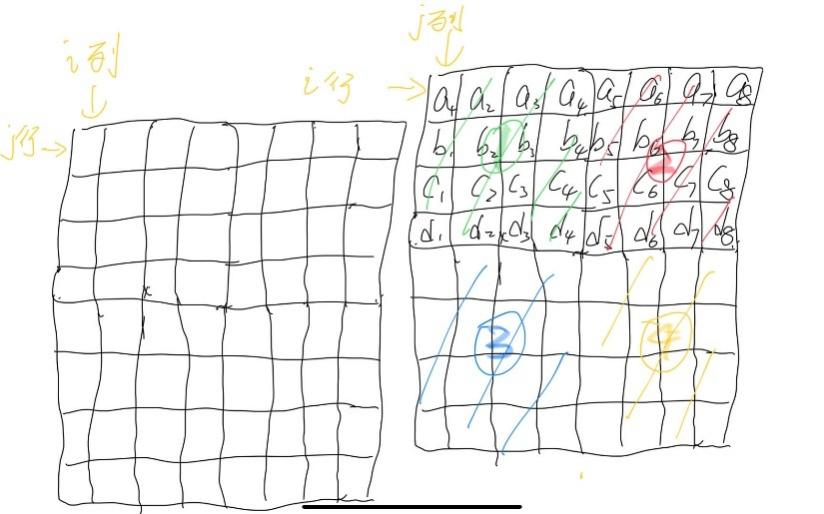 j列
i列
i行
j行
a1 a2 a3 a4 a5 a6 a7 a8
b1 b2 b3 b4 b5 b6 b7 b8
c1 c2 c3 c4 c5 c6 c7 c8
d1 d2 d3 d4 d5 d6 d7 d8
1 2
3 4